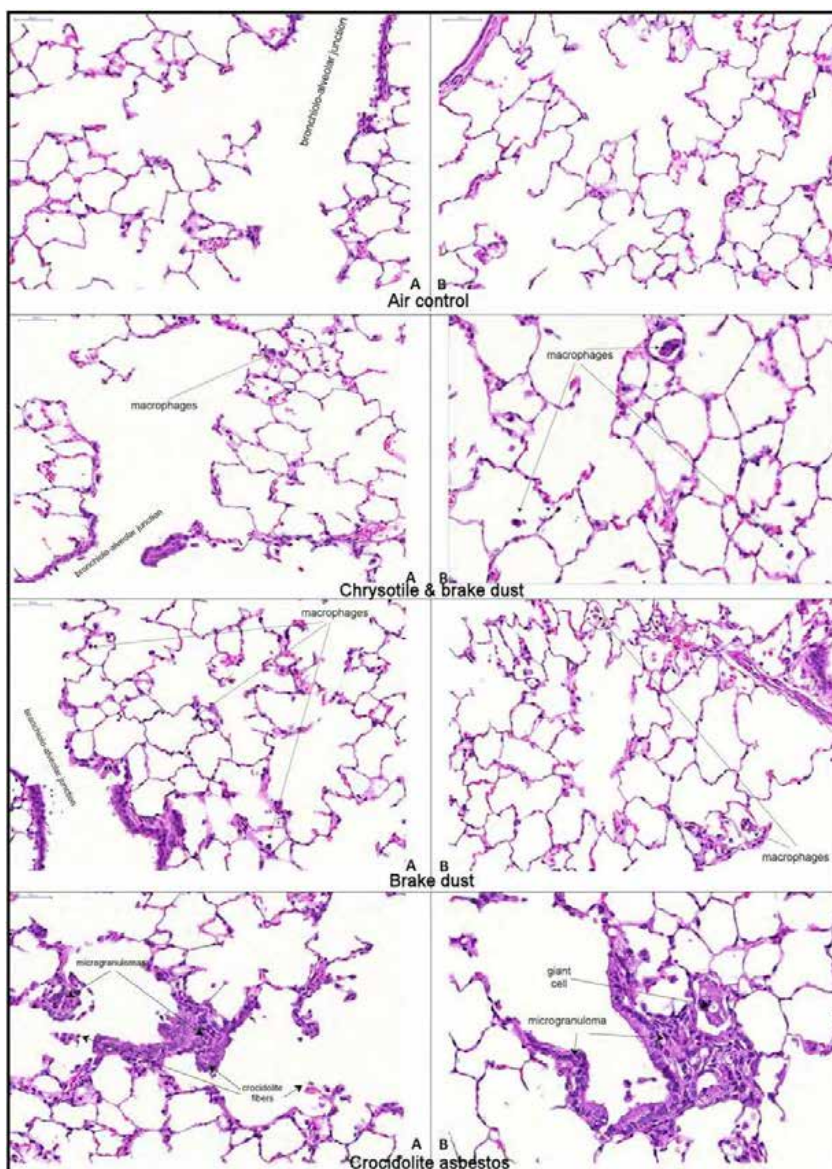 bronchiolo-alveolar junction
A B
Air control
macrophages
bronchiolo-alveolar junction
macrophages
A B
Chrysotile & brake dust
macrophages
bronchiolo-alveolar junction
macrophages
A B
Brake dust
microgranulomas
crocidolite
fibers
giant
cell
microgranuloma
A B
Crocidolite asbestos